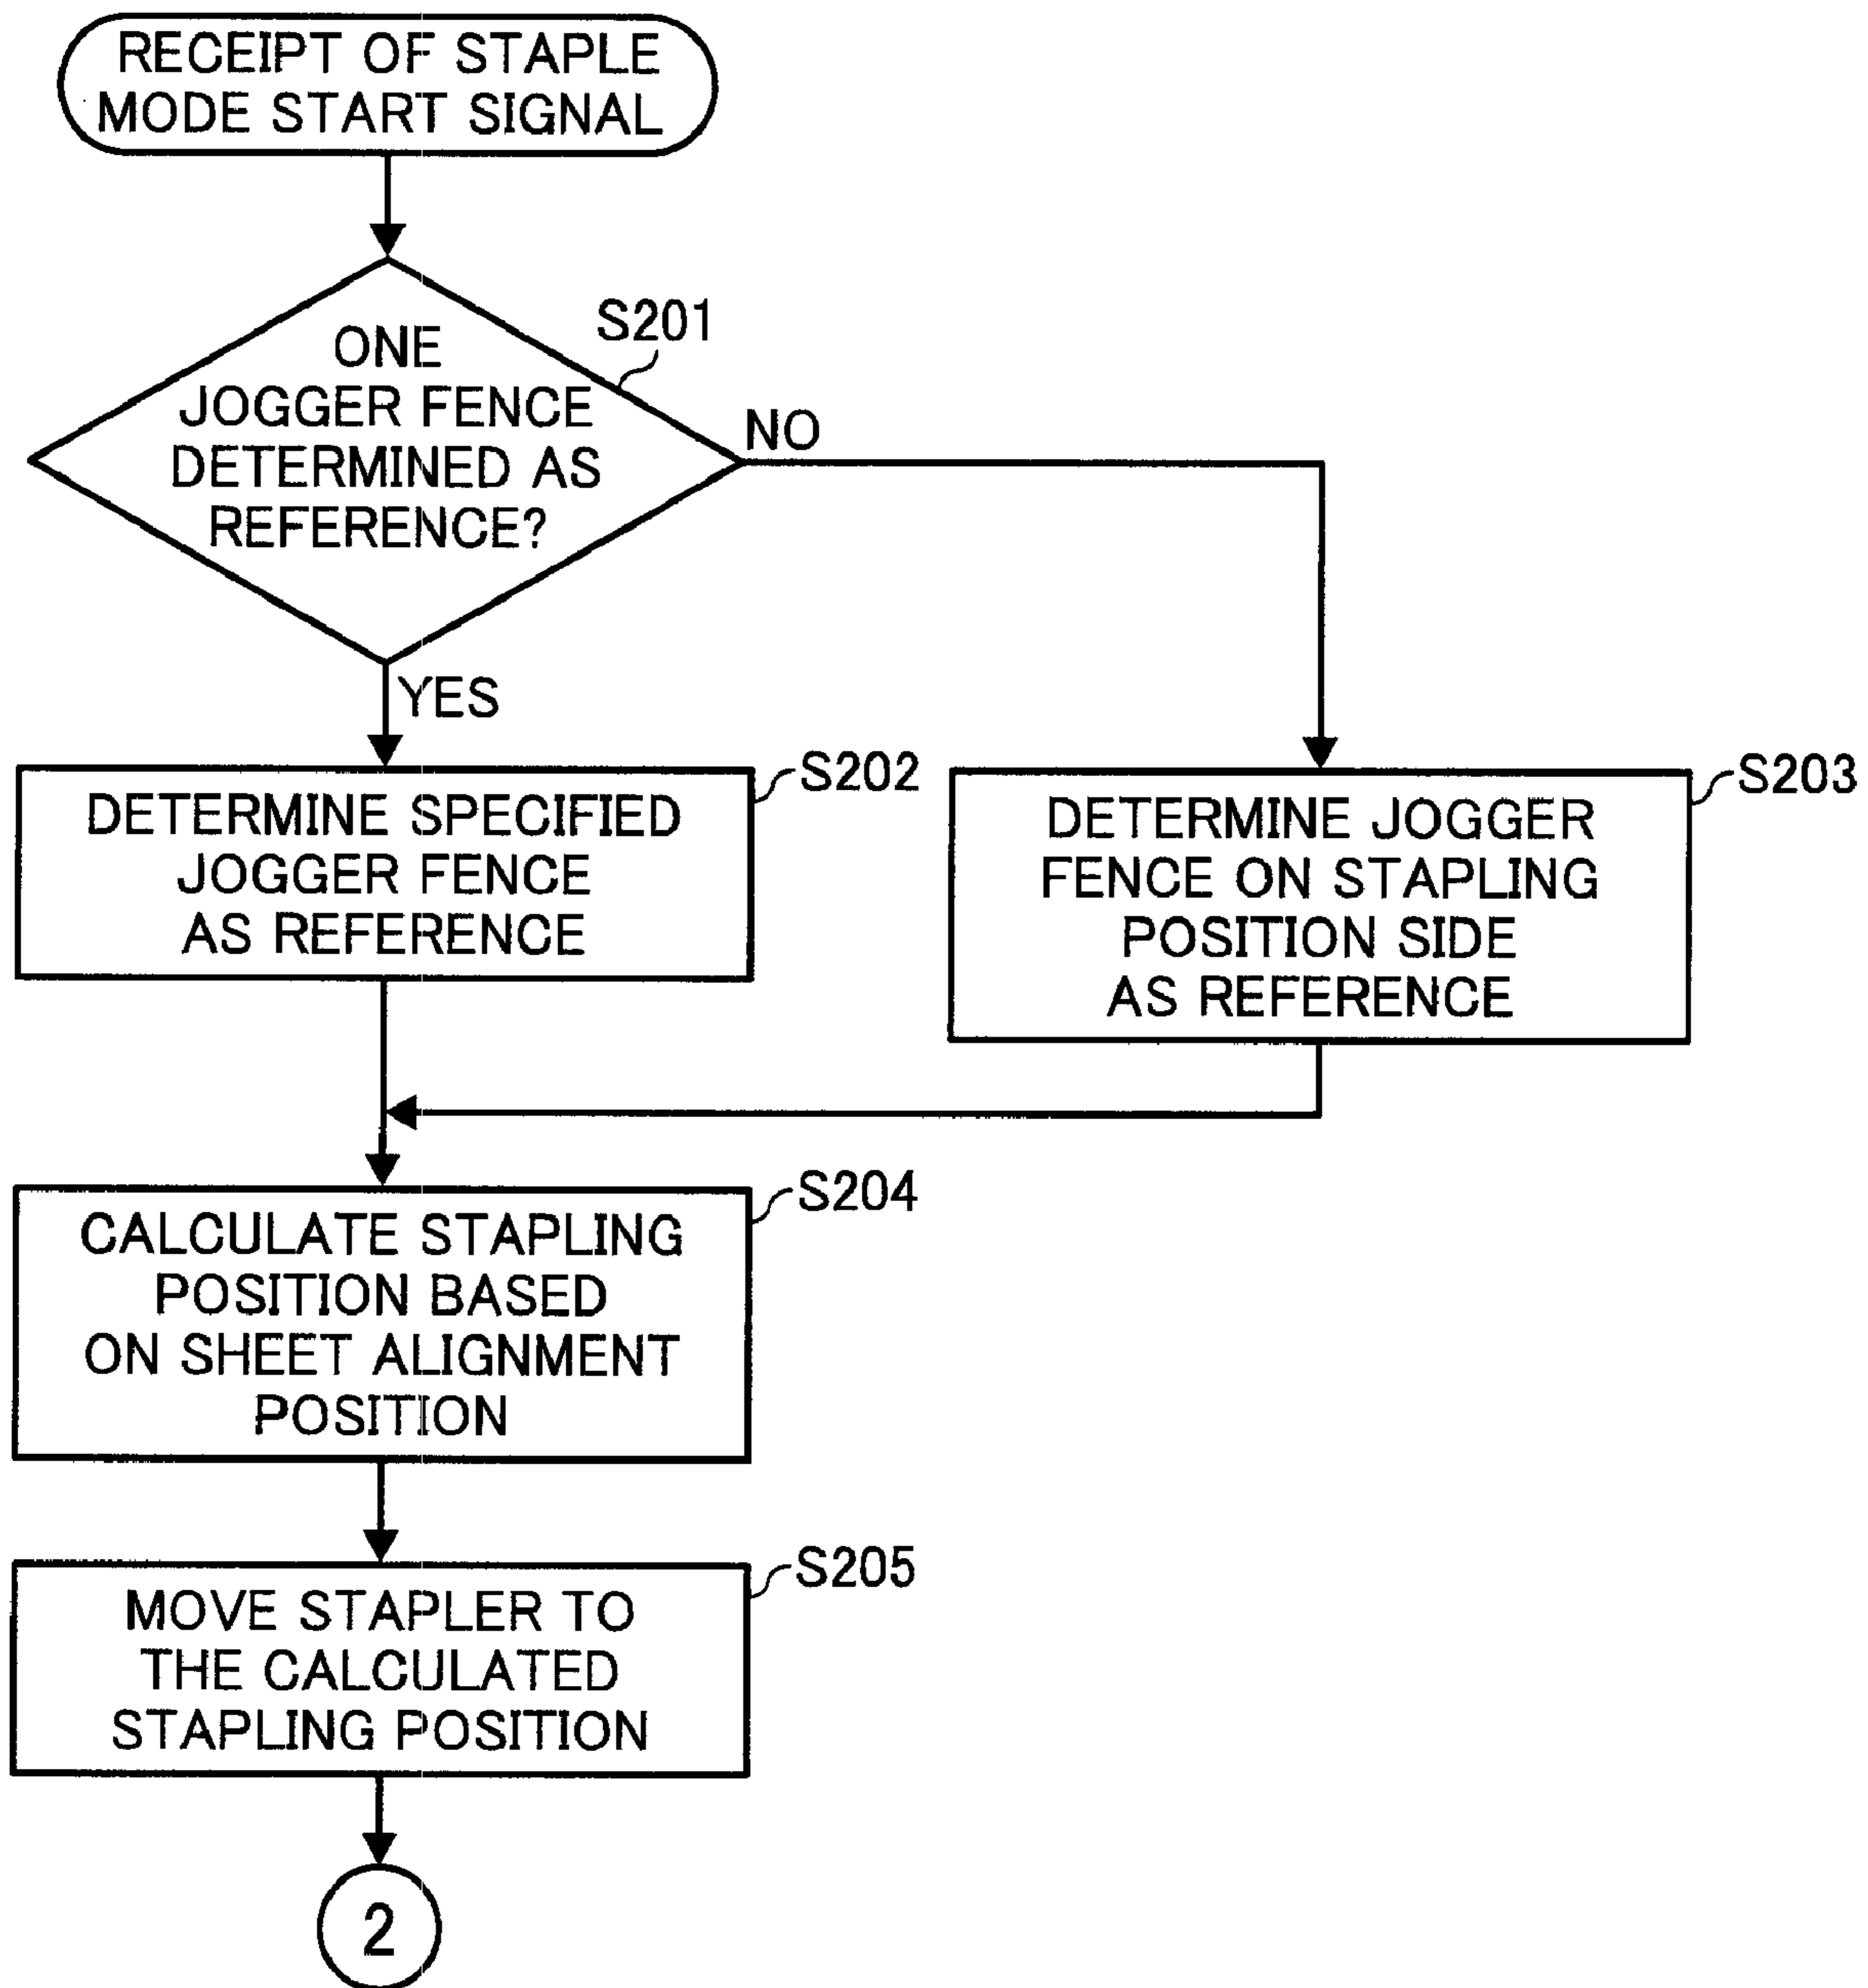 RECEIPT OF STAPLE
MODE START SIGNAL
S201
ONE
JOGGER FENCE
DETERMINED AS
REFERENCE?
NO
YES
S202
DETERMINE SPECIFIED
JOGGER FENCE
AS REFERENCE
S203
DETERMINE JOGGER
FENCE ON STAPLING
POSITION SIDE
AS REFERENCE
S204
CALCULATE STAPLING
POSITION BASED
ON SHEET ALIGNMENT
POSITION
S205
MOVE STAPLER TO
THE CALCULATED
STAPLING POSITION
2